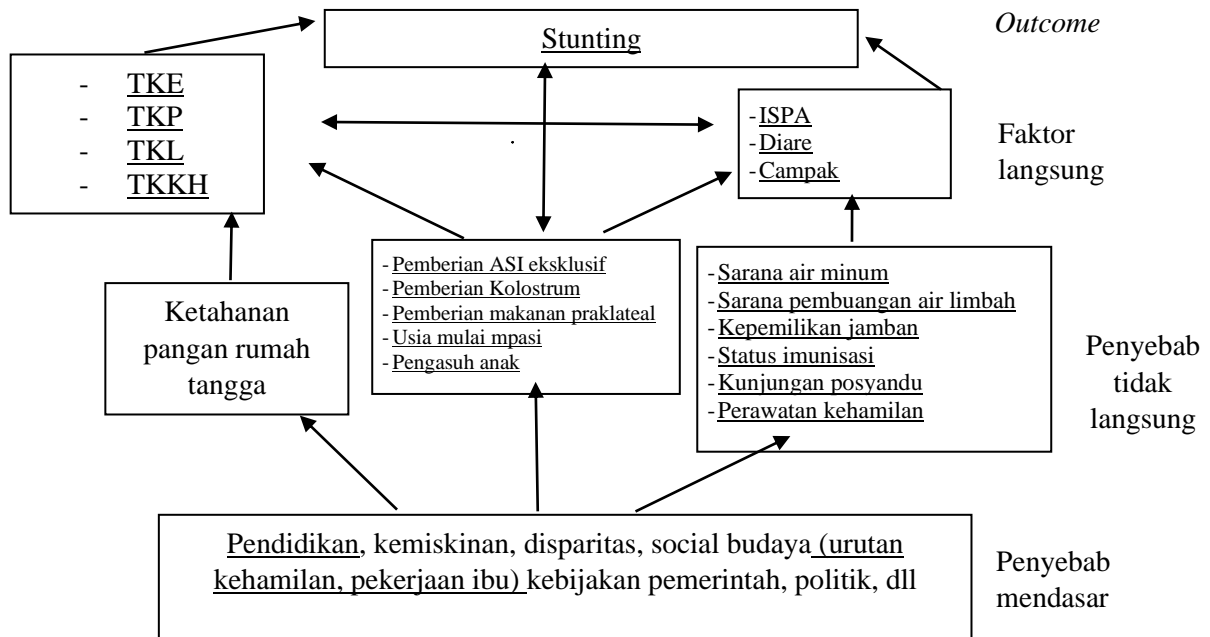 Stunting
Outcome
- TKE
- TKP
- TKL
- TKKH
-ISPA
-Diare
-Campak
Faktor
langsung
Ketahanan
pangan rumah
tangga
-Pemberian ASI eksklusif
-Pemberian Kolostrum
-Pemberian makanan praklateal
-Usia mulai mpasi
-Pengasuh anak
-Sarana air minum
-Sarana pembuangan air limbah
-Kepemilikan jamban
-Status imunisasi
-Kunjungan posyandu
-Perawatan kehamilan
Penyebab
tidak
langsung
Pendidikan, kemiskinan, disparitas, social budaya (urutan
kehamilan, pekerjaan ibu) kebijakan pemerintah, politik, dll
Penyebab
mendasar